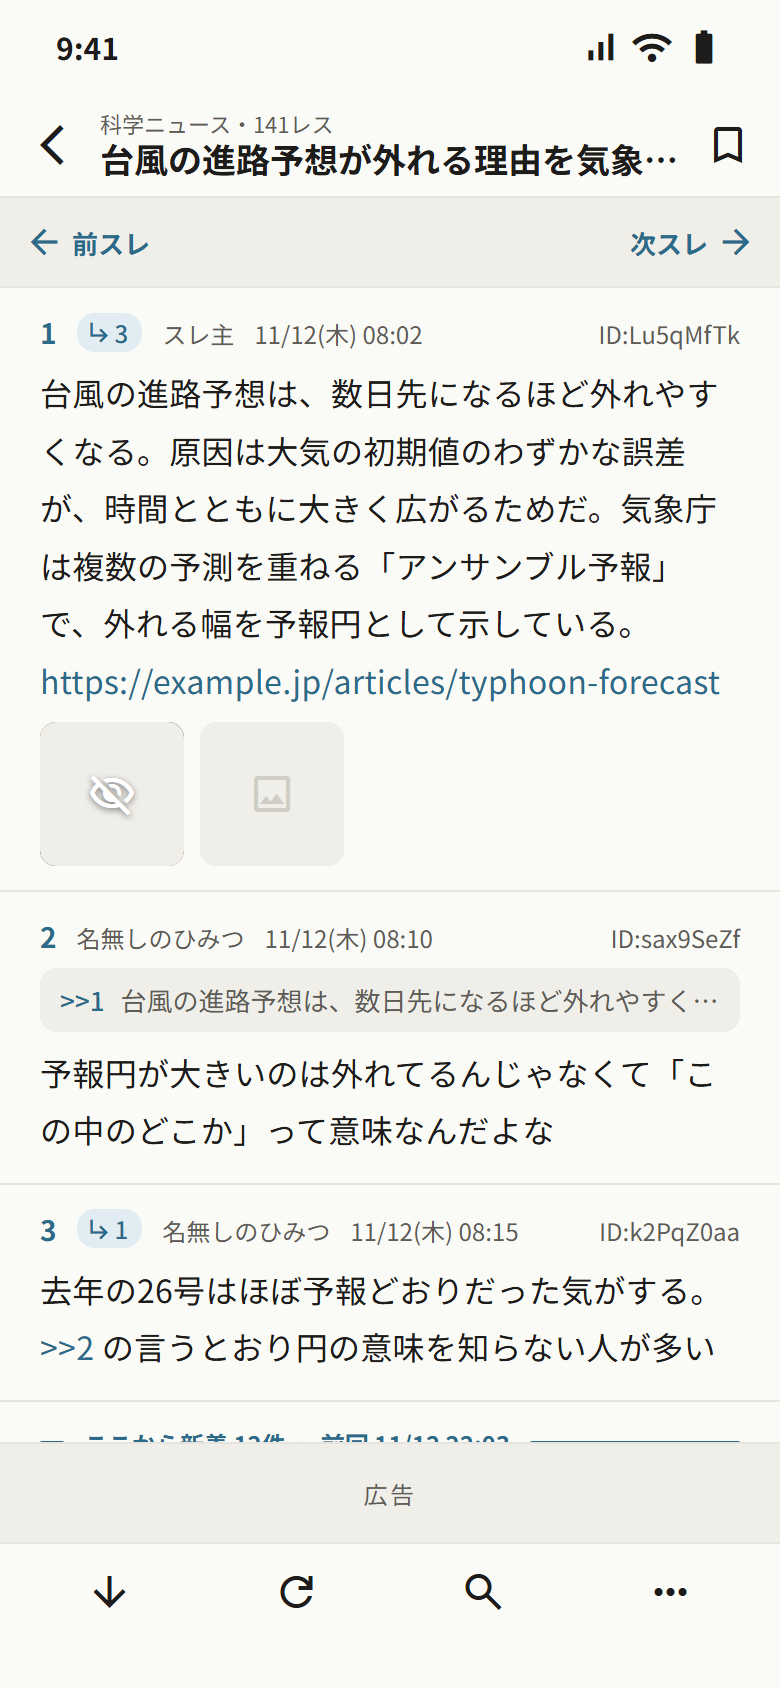 9:41
科学ニュース・141レス
台風の進路予想が外れる理由を気象…
前スレ
次スレ
1 3 スレ主 11/12(木) 08:02 ID:Lu5qMfTk
台風の進路予想は、数日先になるほど外れやす
くなる。原因は大気の初期値のわずかな誤差
が、時間とともに大きく広がるためだ。気象庁
は複数の予測を重ねる「アンサンブル予報」
で、外れる幅を予報円として示している。
https://example.jp/articles/typhoon-forecast
2 名無しのひみつ 11/12(木) 08:10 ID:sax9SeZf
>>1 台風の進路予想は、数日先になるほど外れやすく…
予報円が大きいのは外れてるんじゃなくて「こ
の中のどこか」って意味なんだよな
3 1 名無しのひみつ 11/12(木) 08:15 ID:k2PqZ0aa
去年の26号はほぼ予報どおりだった気がする。
>>2 の言うとおり円の意味を知らない人が多い
ここから新着 12件
広告